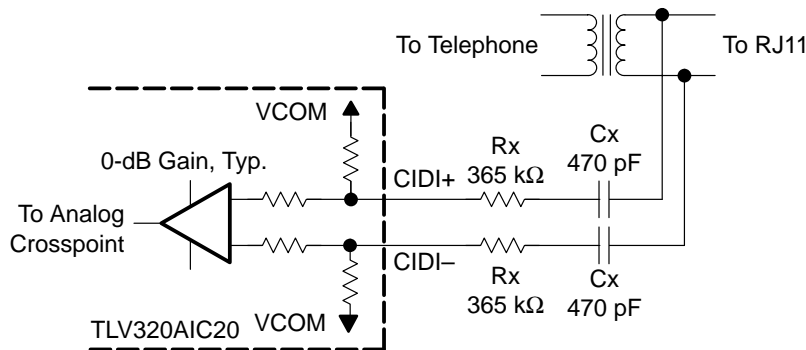 To Telephone
To RJ11
VCOM
Rx
365 kΩ
Cx
470 pF
0-dB Gain, Typ.
CIDI+
To Analog
Crosspoint
CIDI–
Rx
365 kΩ
Cx
470 pF
VCOM
TLV320AIC20